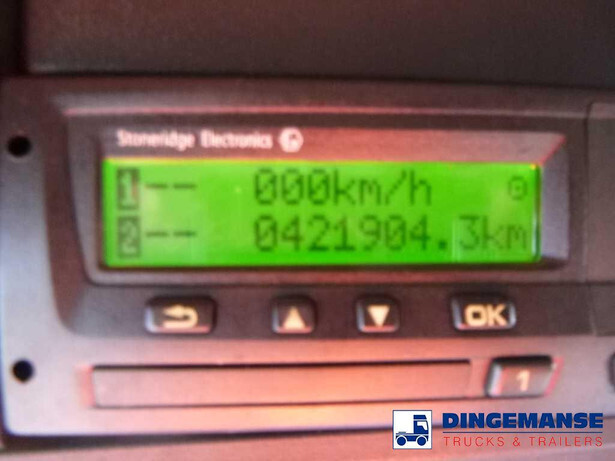 Stoneridge Electronics
1-- 000km/h
2-- 0421904.3km
OK
1
DINGEMANSE
TRUCKS & TRAILERS